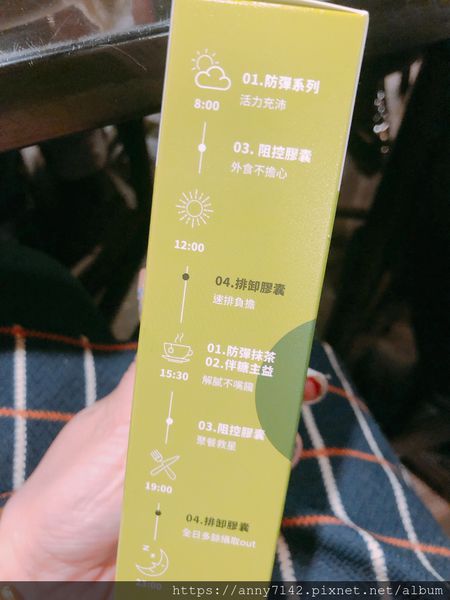 01.防彈系列
8:00
活力充沛
03. 阻控膠囊
外食不擔心
12:00
04.排卸膠囊
速排負擔
01.防彈抹茶
02.伴糖主益
15:30
解膩不嘴饞
03.阻控膠囊
聚餐救星
19:00
04.排卸膠囊
全日多餘攝取out
z z
23:00
https://anny7142.pixnet.net/album